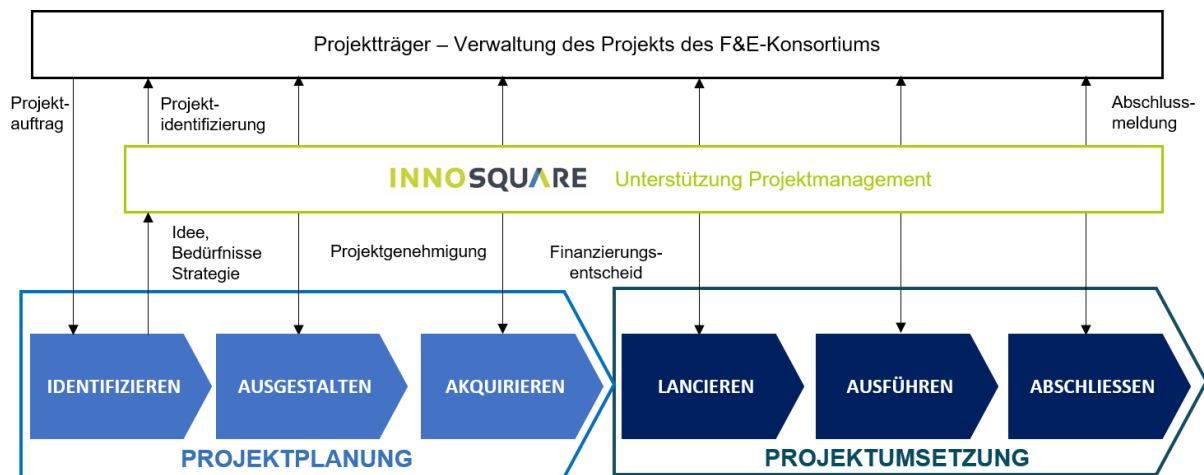 Projektträger – Verwaltung des Projekts des F&E-Konsortiums
Projekt-
auftrag
Projekt-
identifizierung
Abschluss-
meldung
INNOSQUARE Unterstützung Projektmanagement
Idee,
Bedürfnisse
Strategie
Projektgenehmigung
Finanzierungs-
entscheid
IDENTIFIZIEREN
AUSGESTALTEN
AKQUIRIEREN
LANCIEREN
AUSFÜHREN
ABSCHLIESSEN
PROJEKTPLANUNG
PROJEKTUMSETZUNG